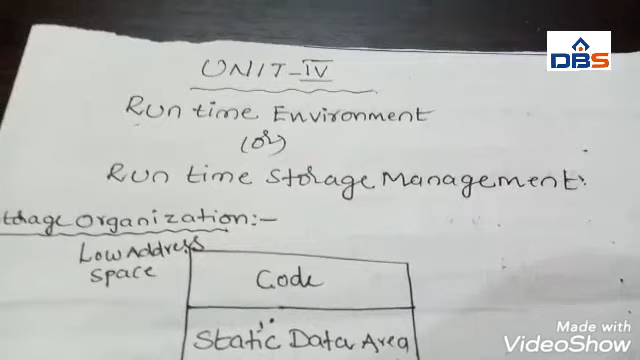 DBS
UNIT-IV
Run time Environment
(or)
Run time Storage Management:
torage Organization:-
Low Address
Space
Code
Static Data Area
Made with
VideoShow